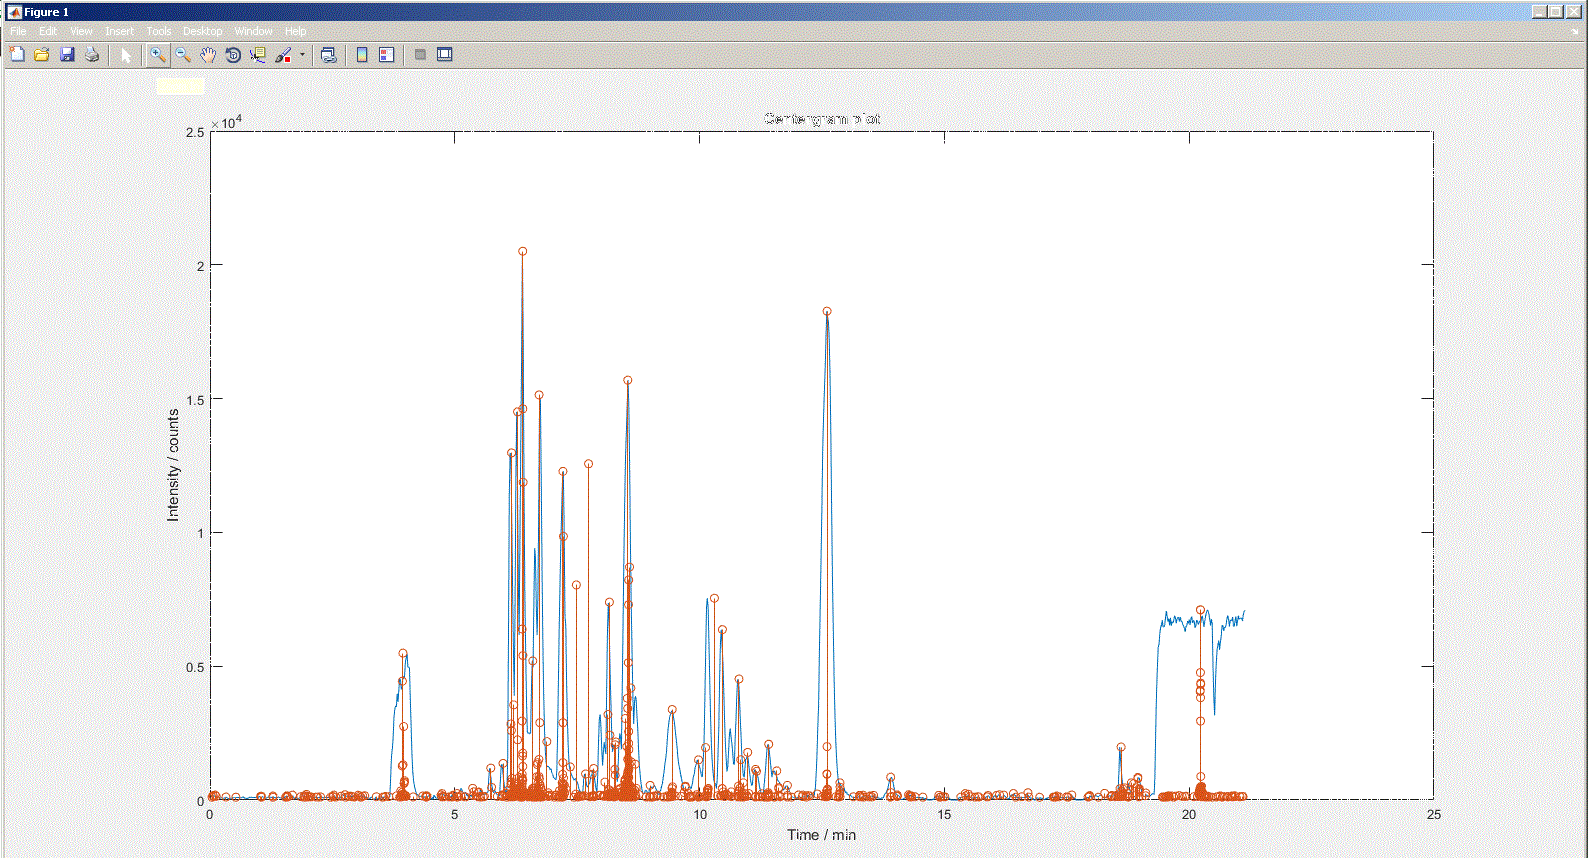 Figure 1
File Edit View Insert Tools Desktop Window Help
Centergram plot
×10⁴
2.5
2
1.5
1
0.5
0
Intensity / counts
0 5 10 15 20 25
Time / min